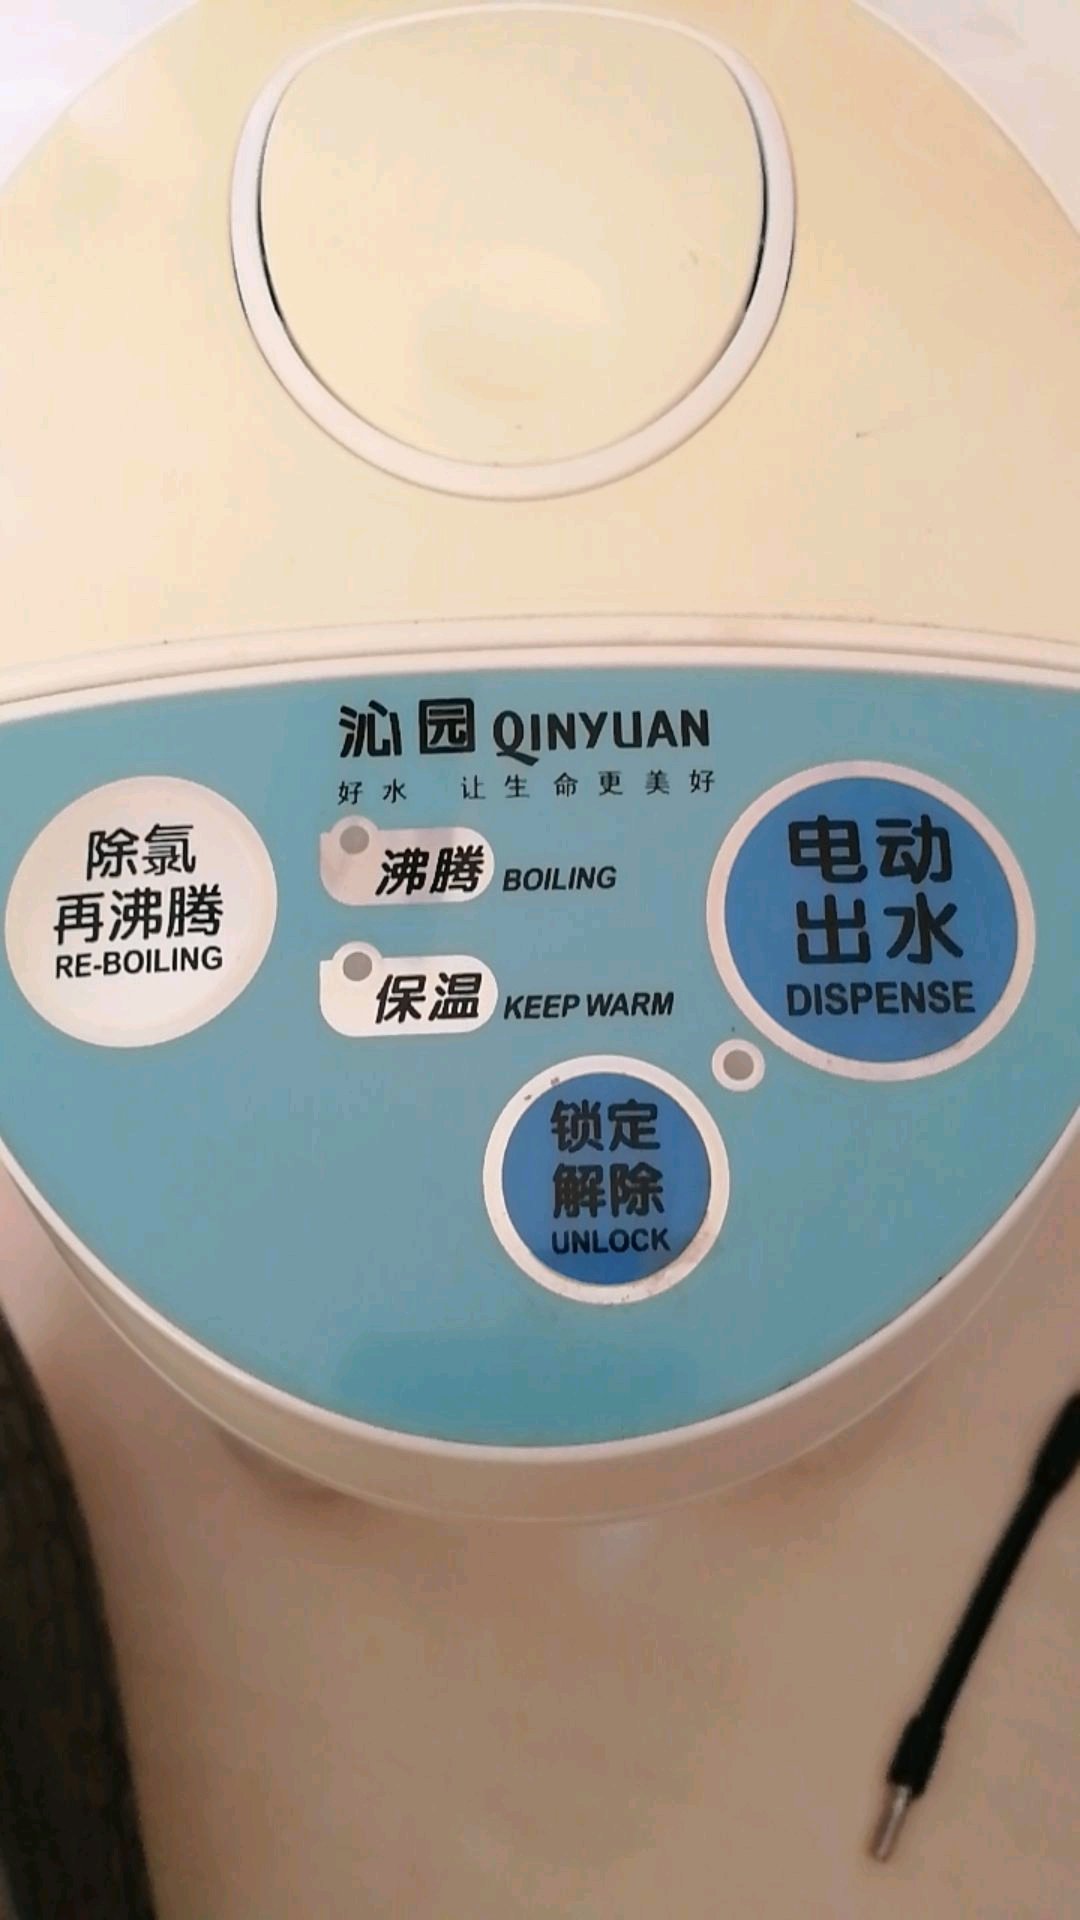 沁园 QINYUAN
好水 让生命更美好
除氯
再沸腾
RE-BOILING
沸腾 BOILING
保温 KEEP WARM
电动
出水
DISPENSE
锁定
解除
UNLOCK